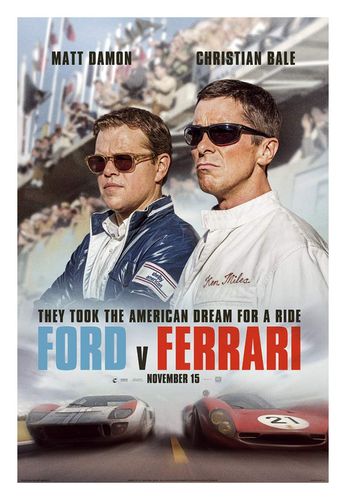 MATT DAMON CHRISTIAN BALE
Ken Miles
THEY TOOK THE AMERICAN DREAM FOR A RIDE
FORD v FERRARI
NOVEMBER 15
21